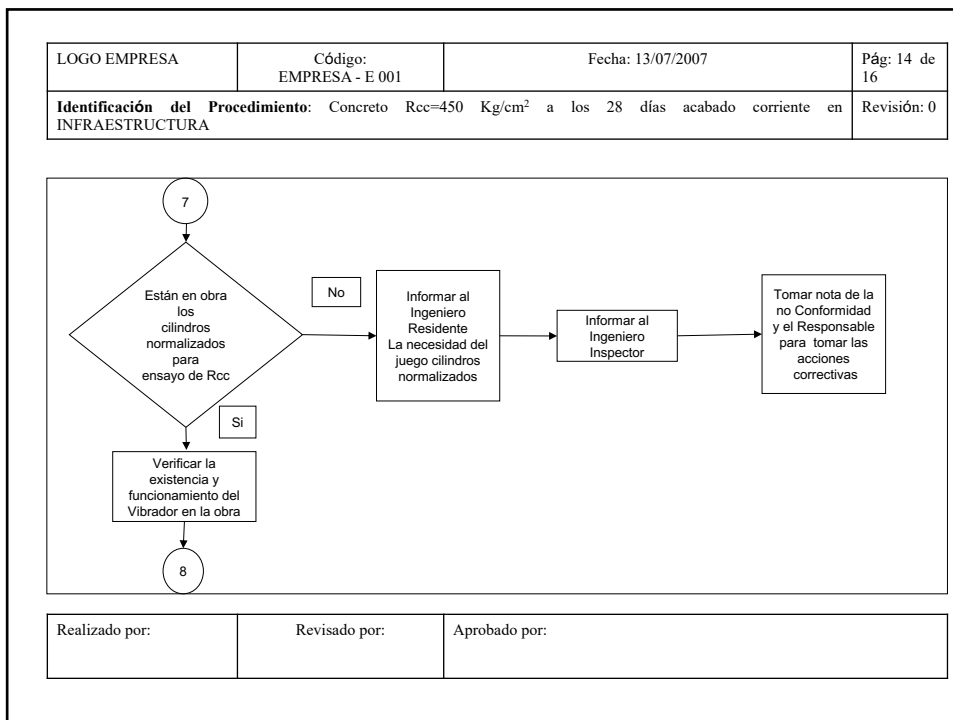 LOGO EMPRESA
Código:
EMPRESA - E 001
Fecha: 13/07/2007
Pág: 14 de
16
Identificación del Procedimiento: Concreto Rcc=450 Kg/cm² a los 28 días acabado corriente en
INFRAESTRUCTURA
Revisión: 0
7
Están en obra
los
cilindros
normalizados
para
ensayo de Rcc
No
Informar al
Ingeniero
Residente
La necesidad del
juego cilindros
normalizados
Informar al
Ingeniero
Inspector
Tomar nota de la
no Conformidad
y el Responsable
para tomar las
acciones
correctivas
Si
Verificar la
existencia y
funcionamiento del
Vibrador en la obra
8
Realizado por:
Revisado por:
Aprobado por: